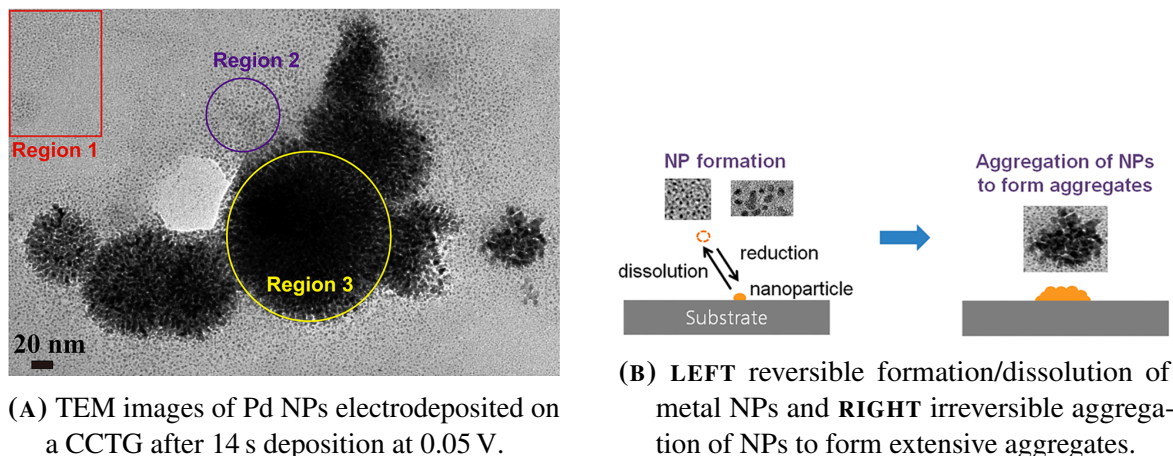 Region 2
Region 1
Region 3
20 nm
(A) TEM images of Pd NPs electrodeposited on
a CCTG after 14 s deposition at 0.05 V.
NP formation
dissolution
reduction
nanoparticle
Substrate
Aggregation of NPs
to form aggregates
(B) LEFT reversible formation/dissolution of
metal NPs and RIGHT irreversible aggrega-
tion of NPs to form extensive aggregates.